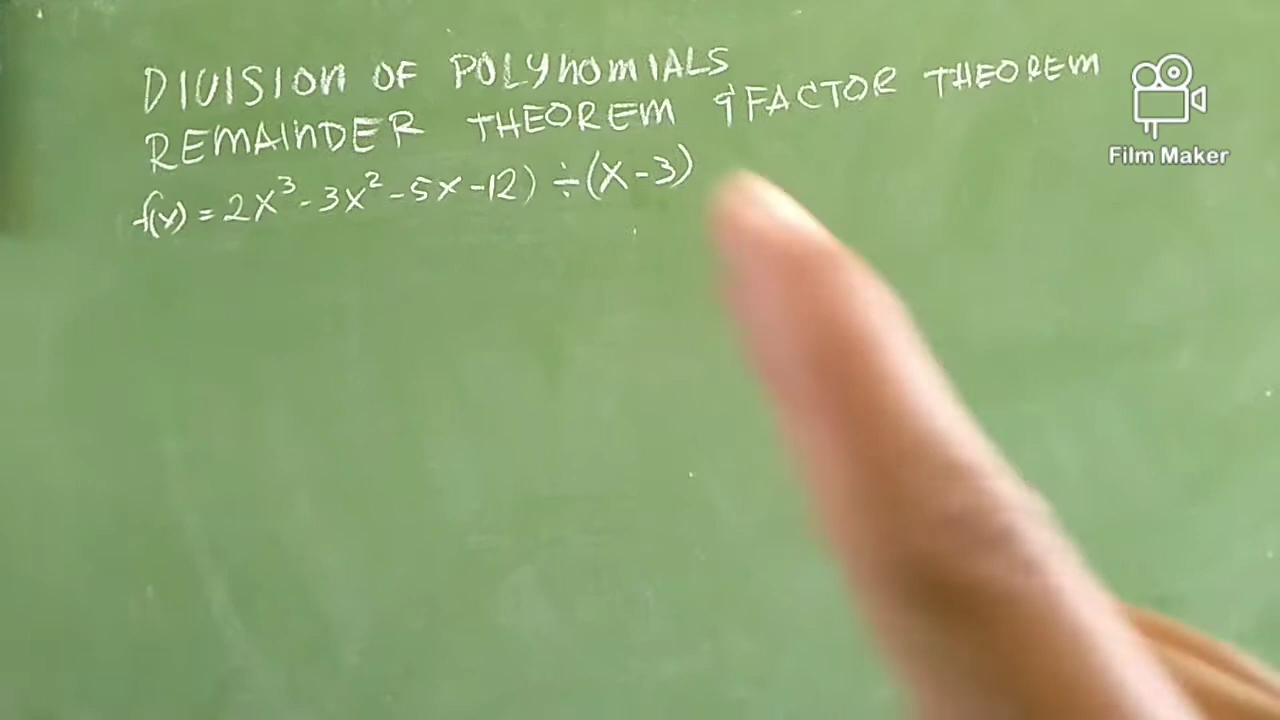 DIVISION OF POLYNOMIALS
REMAINDER THEOREM & FACTOR THEOREM
f(x) = 2x³ - 3x² - 5x - 12) ÷ (x - 3)
Film Maker